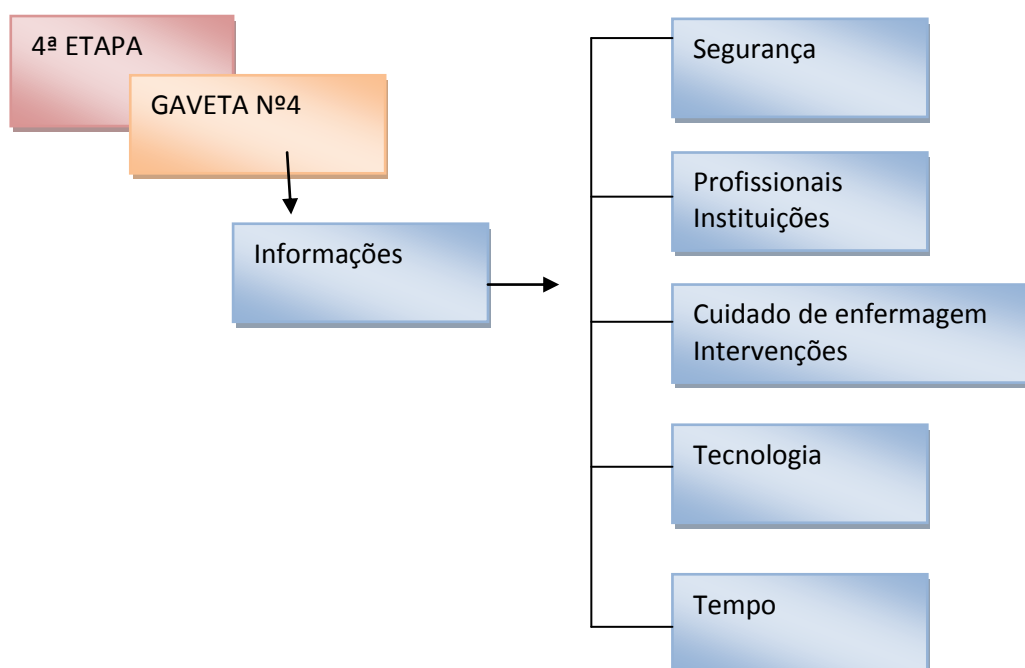 4ª ETAPA
GAVETA Nº4
Informações
Segurança
Profissionais
Instituições
Cuidado de enfermagem
Intervenções
Tecnologia
Tempo